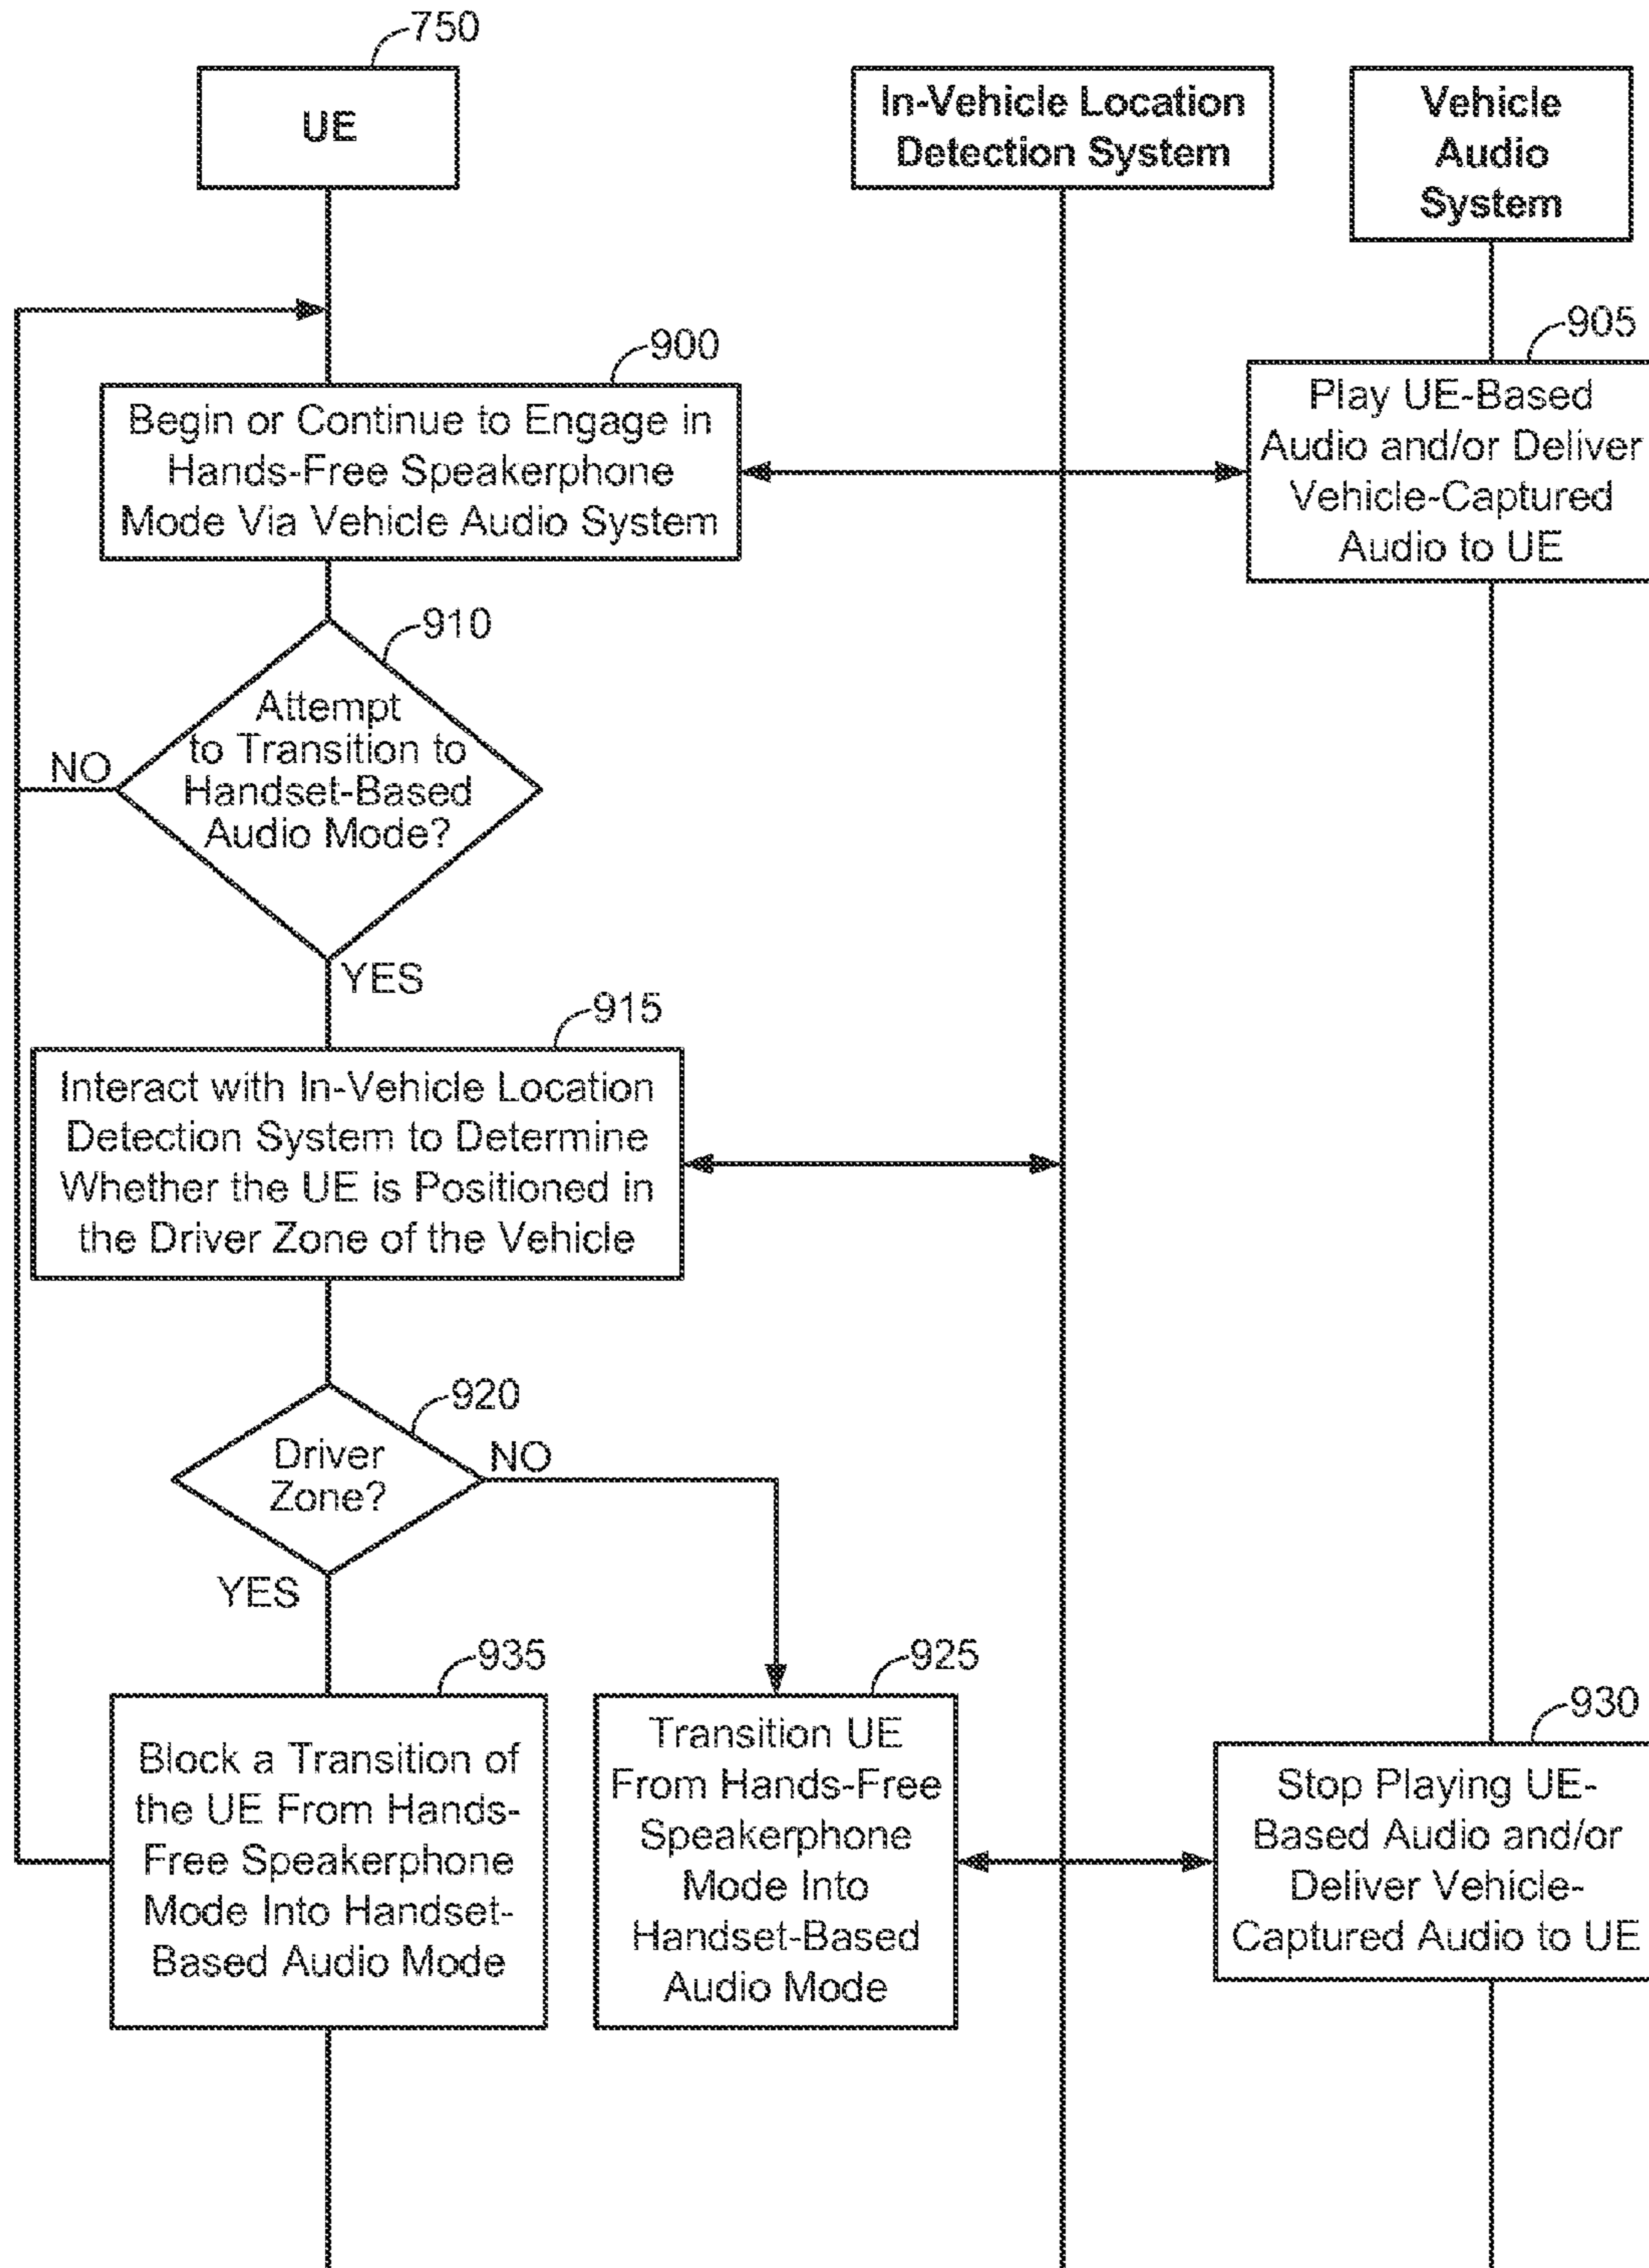 750
UE
In-Vehicle Location
Detection System
Vehicle
Audio
System
900
Begin or Continue to Engage in
Hands-Free Speakerphone
Mode Via Vehicle Audio System
905
Play UE-Based
Audio and/or Deliver
Vehicle-Captured
Audio to UE
910
Attempt
to Transition to
Handset-Based
Audio Mode?
NO
YES
915
Interact with In-Vehicle Location
Detection System to Determine
Whether the UE is Positioned in
the Driver Zone of the Vehicle
920
Driver
Zone?
NO
YES
935
Block a Transition of
the UE From Hands-
Free Speakerphone
Mode Into Handset-
Based Audio Mode
925
Transition UE
From Hands-Free
Speakerphone
Mode Into
Handset-Based
Audio Mode
930
Stop Playing UE-
Based Audio and/or
Deliver Vehicle-
Captured Audio to UE